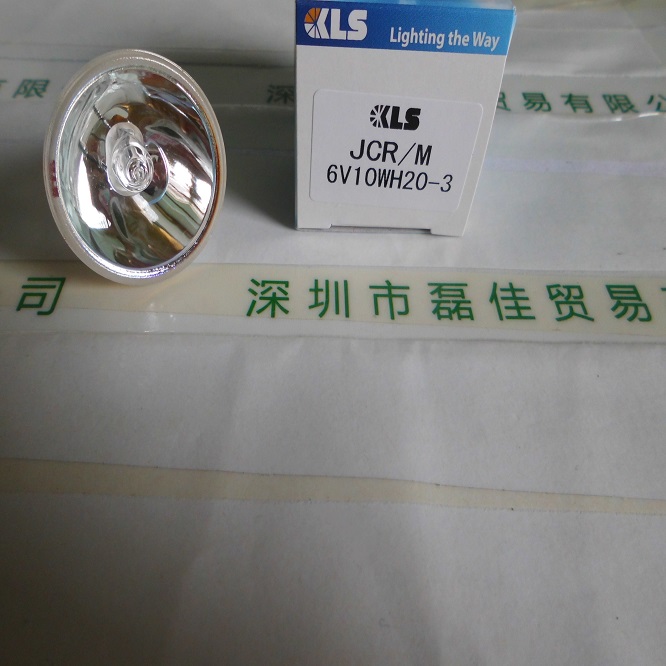 KLS
Lighting the Way
KLS
JCR/M
6V10WH20-3
有限
深
贸易有限公
司
深圳市磊佳贸易